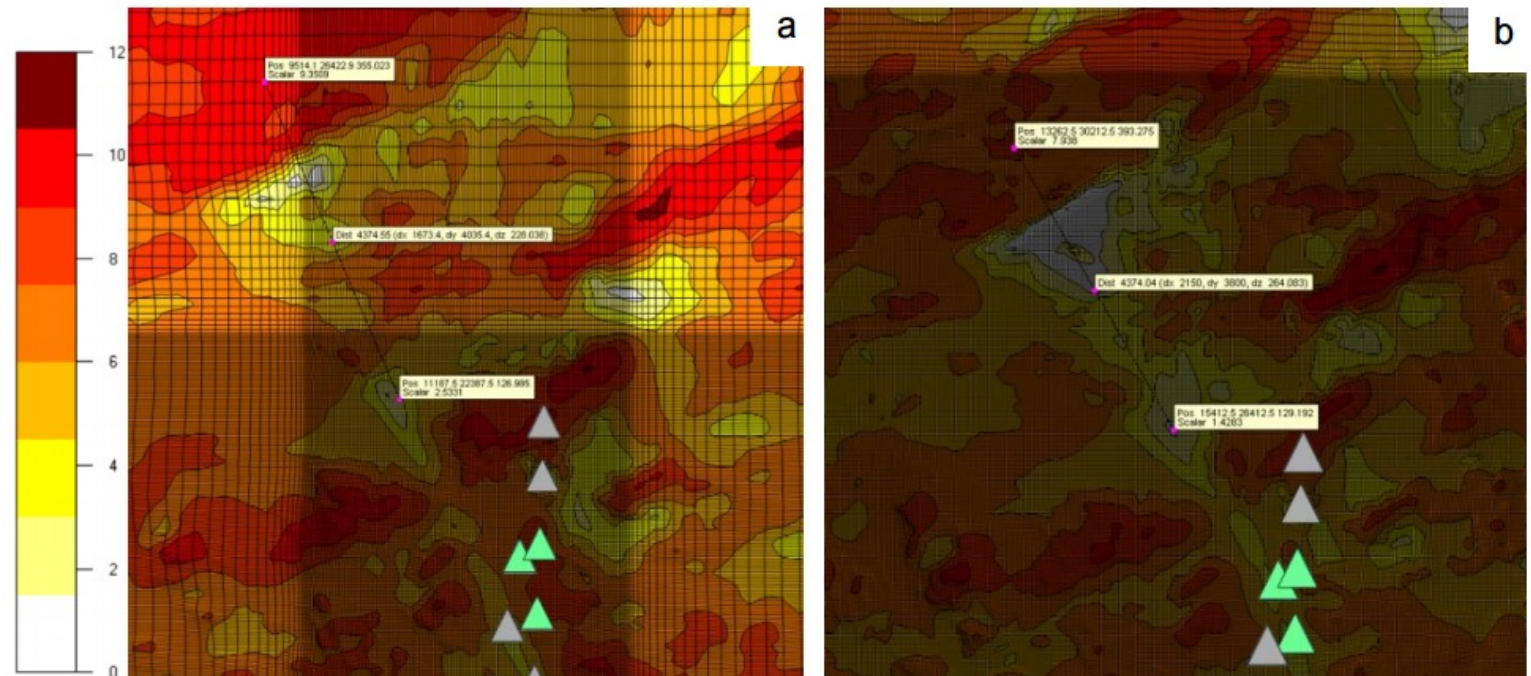 a
b
12
10
8
6
4
2
0
Pos 9514.1 26422.9 355.023
Scalar 9.3509
Dist 4374.55 (dx 1673.4, dy 4035.4, dz 228.038)
Pos 11187.5 22387.5 126.985
Scalar 2.5331
Pos 13262.5 30212.5 393.275
Scalar 7.938
Dist 4374.04 (dx 2150, dy 3800, dz 264.083)
Pos 15412.5 26412.5 129.192
Scalar 1.4283